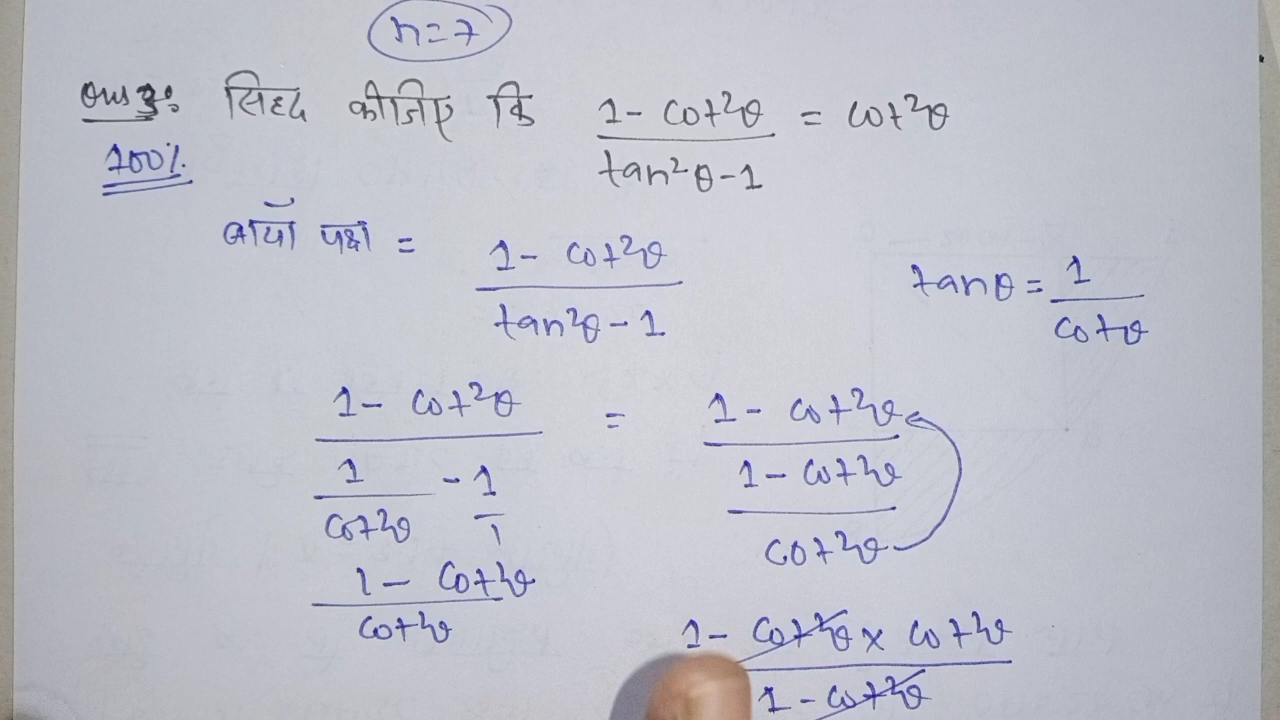 n=7
Ques 3: सिद्ध कीजिए कि 1- cot²θ / tan²θ-1 = cot²θ
100%
बायाँ पक्ष = 1- cot²θ / tan²θ-1
tanθ = 1 / cotθ
1- cot²θ / 1/cot²θ - 1/1 = 1- cot²θ / 1- cot²θ / cot²θ
1- cot²θ / cot²θ
1- cot²θ x cot²θ / 1- cot²θ